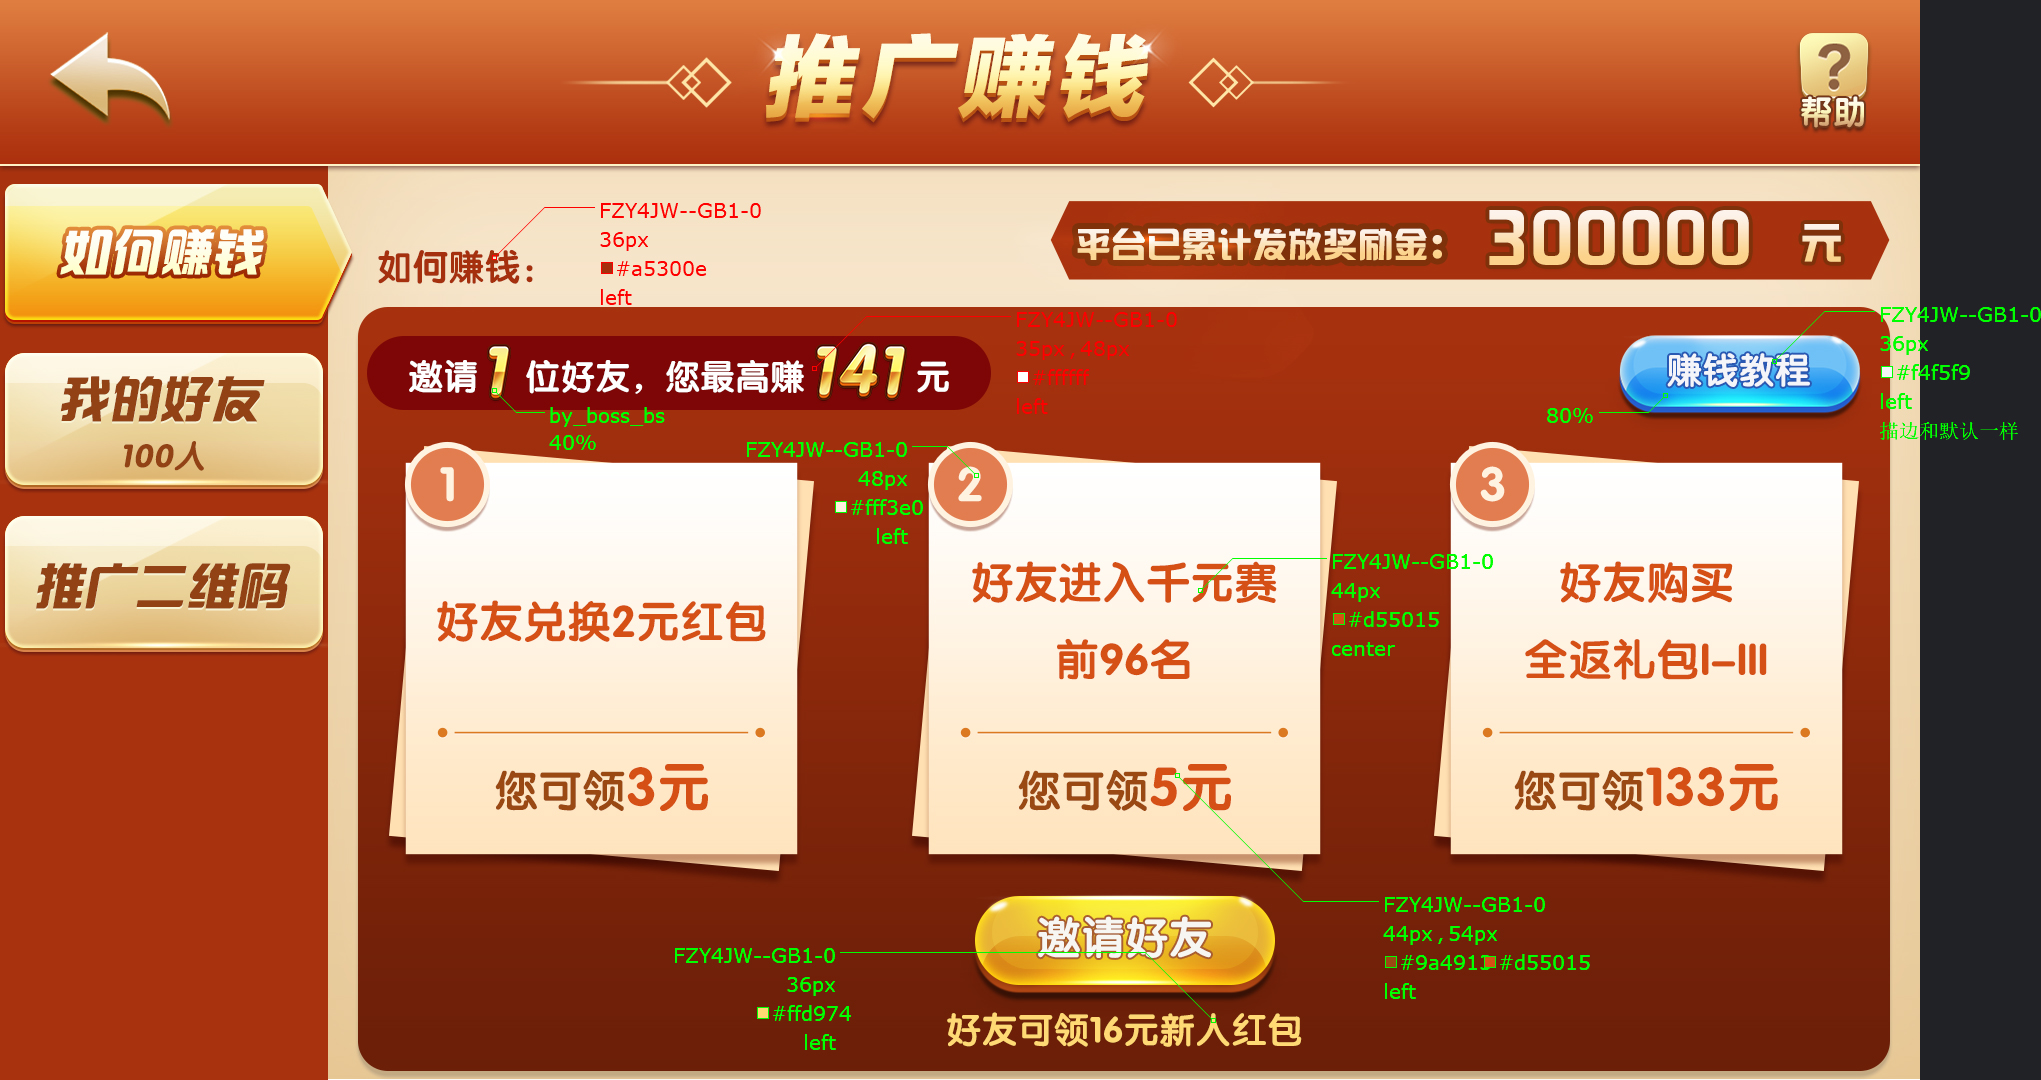 推广赚钱
?
帮助
如何赚钱
我的好友
100人
推广二维码
如何赚钱：
FZY4JW--GB1-0
36px
#a5300e
left
平台已累计发放奖励金： 300000 元
邀请1位好友，您最高赚141元
FZY4JW--GB1-0
35px , 48px
#ffffff
left
by_boss_bs
40%
赚钱教程
80%
FZY4JW--GB1-0
36px
#f4f5f9
left
描边和默认一样
1
好友兑换2元红包
您可领3元
FZY4JW--GB1-0
48px
#fff3e0
left
2
好友进入千元赛
前96名
您可领5元
FZY4JW--GB1-0
44px
#d55015
center
3
好友购买
全返礼包I-III
您可领133元
FZY4JW--GB1-0
44px , 54px
#9a4913 #d55015
left
邀请好友
FZY4JW--GB1-0
36px
#ffd974
left
好友可领16元新人红包